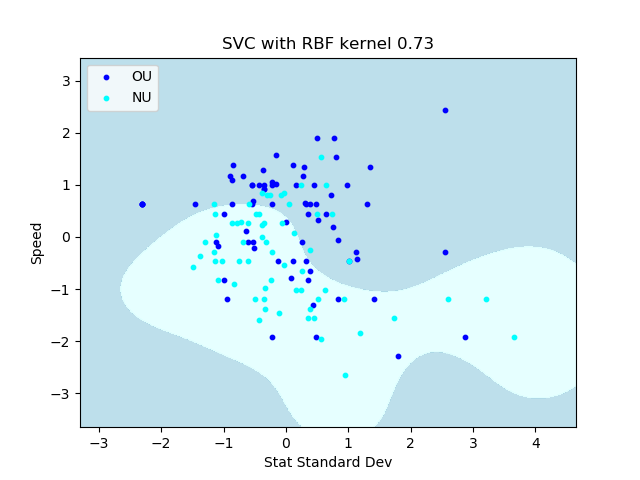 SVC with RBF kernel 0.73
OU
NU
3
2
1
0
−1
−2
−3
Speed
−3 −2 −1 0 1 2 3 4
Stat Standard Dev